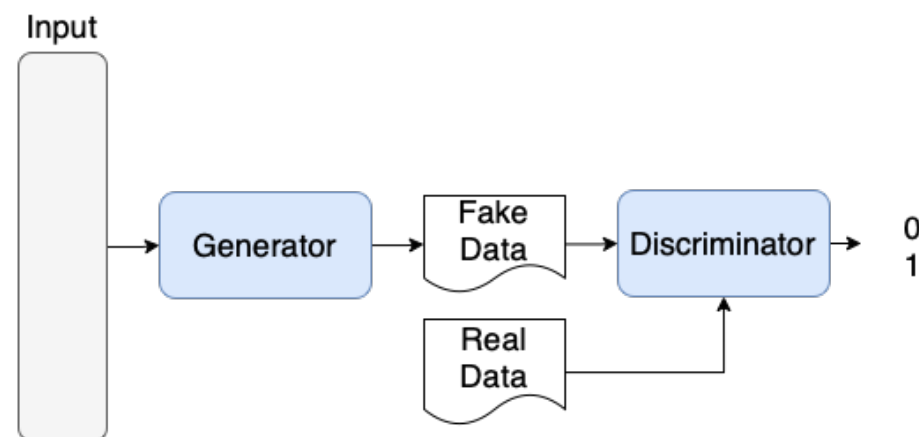 Input
Generator
Fake
Data
Discriminator
0
1
Real
Data